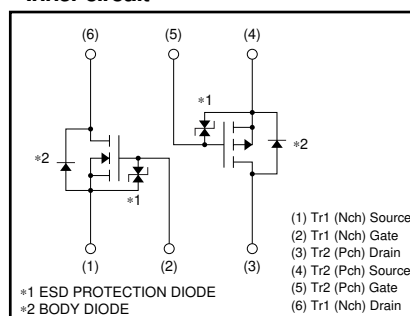 Inner circuit
(6) (5) (4)
*1
*2 *2
*1
(1) (2) (3)
*1 ESD PROTECTION DIODE
*2 BODY DIODE
(1) Tr1 (Nch) Source
(2) Tr1 (Nch) Gate
(3) Tr2 (Pch) Drain
(4) Tr2 (Pch) Source
(5) Tr2 (Pch) Gate
(6) Tr1 (Nch) Drain